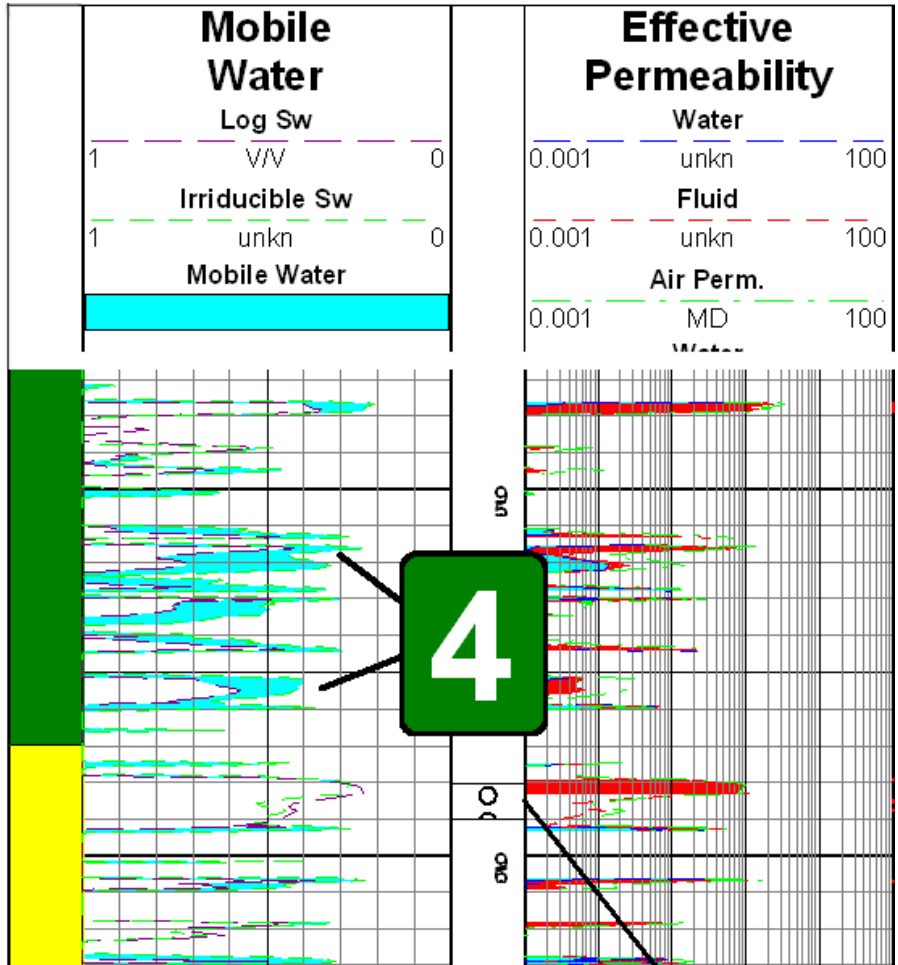 Mobile
Water
Log Sw
1 V/V 0
Irriducible Sw
1 unkn 0
Mobile Water
Effective
Permeability
Water
0.001 unkn 100
Fluid
0.001 unkn 100
Air Perm.
0.001 MD 100
Water
4